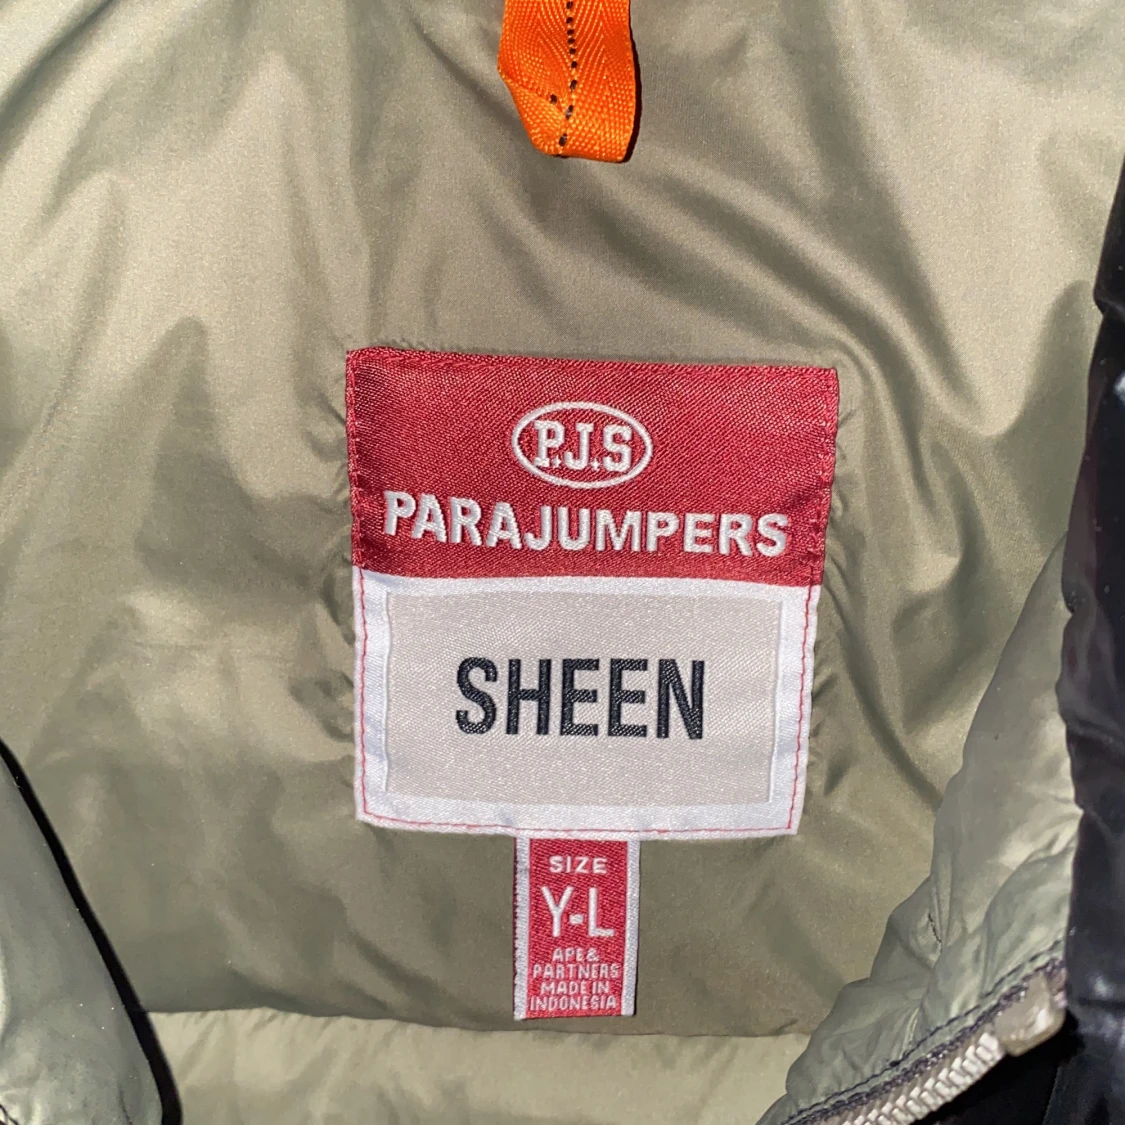 P.J.S
PARAJUMPERS
SHEEN
SIZE
Y-L
APE&
PARTNERS
MADE IN
INDONESIA